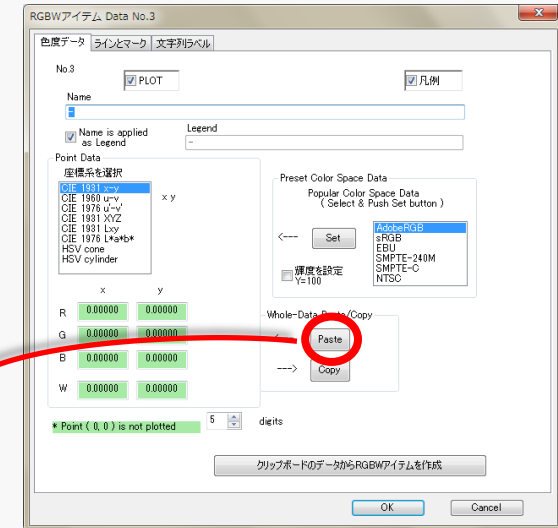 RGBWアイテム Data No.3
色度データ ラインとマーク 文字列ラベル
No.3
PLOT
凡例
Name
-
Name is applied
as Legend
Legend
-
Point Data
座標系を選択
CIE 1931 x-y
CIE 1960 u-v
CIE 1976 u'-v'
CIE 1931 XYZ
CIE 1931 Lxy
CIE 1976 L*a*b*
HSV cone
HSV cylinder
x y
x y
R 0.00000 0.00000
G 0.00000 0.00000
B 0.00000 0.00000
W 0.00000 0.00000
* Point ( 0, 0 ) is not plotted
5 digits
Preset Color Space Data
Popular Color Space Data
( Select & Push Set button )
<--- Set
輝度を設定
Y=100
AdobeRGB
sRGB
EBU
SMPTE-240M
SMPTE-C
NTSC
Whole-Data Paste/Copy
Paste
---> Copy
クリップボードのデータからRGBWアイテムを作成
OK Cancel